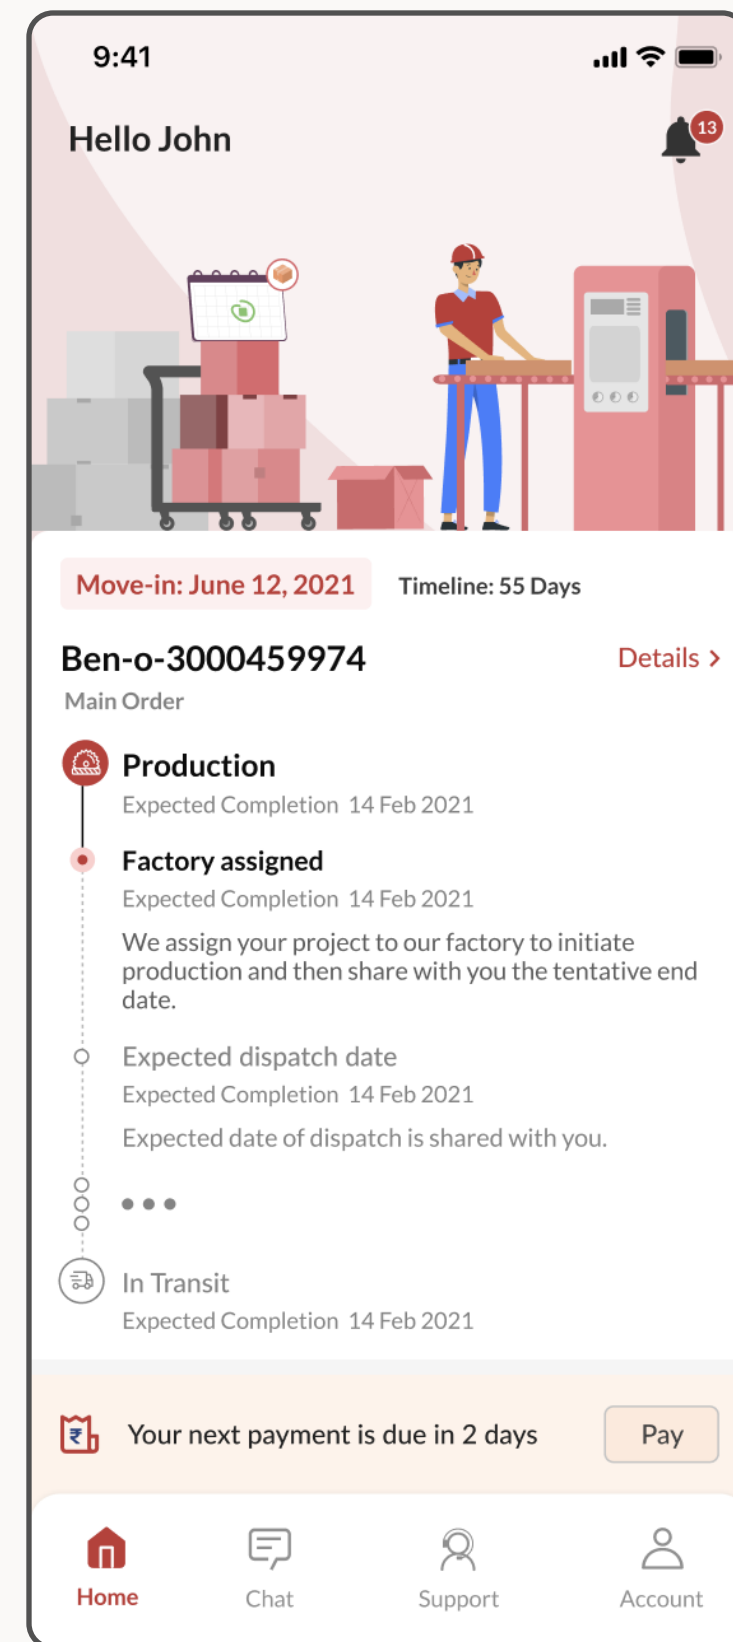 9:41
Hello John
13
Move-in: June 12, 2021
Timeline: 55 Days
Ben-o-3000459974
Details >
Main Order
Production
Expected Completion 14 Feb 2021
Factory assigned
Expected Completion 14 Feb 2021
We assign your project to our factory to initiate
production and then share with you the tentative end
date.
Expected dispatch date
Expected Completion 14 Feb 2021
Expected date of dispatch is shared with you.
•••
In Transit
Expected Completion 14 Feb 2021
₹
Your next payment is due in 2 days
Pay
Home
Chat
Support
Account